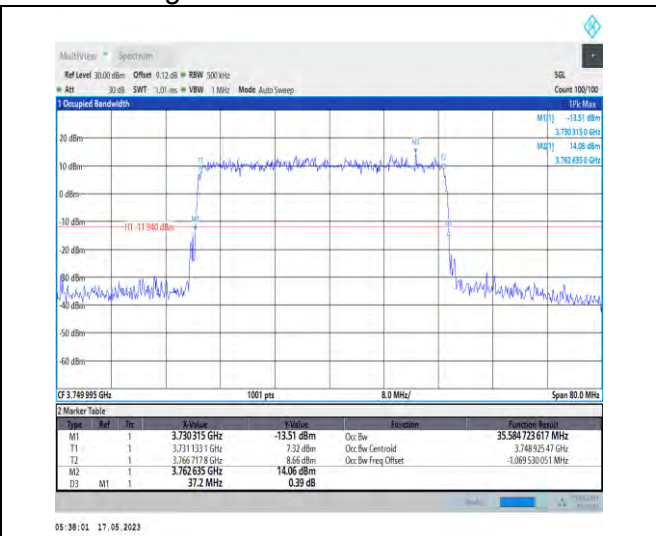 MultiView Spectrum
Ref Level 30.00 dBm Offset 9.12 dB RBW 500 kHz SGL
Att 30 dB SWT 1.01 ms VBW 1 MHz Mode Auto Sweep Count 100/100
1 Occupied Bandwidth 1Pk Max
M1[1] -13.51 dBm
3.730 315 0 GHz
M2[1] 14.06 dBm
3.762 635 0 GHz
20 dBm
M2
T1 T2
10 dBm
0 dBm
-10 dBm
M1
H1 -11.940 dBm
-20 dBm
-30 dBm
-40 dBm
-50 dBm
-60 dBm
CF 3.749 995 GHz 1001 pts 8.0 MHz/ Span 80.0 MHz
2 Marker Table
Type Ref Trc X-Value Y-Value Function Function Result
M1 1 3.730 315 GHz -13.51 dBm Occ Bw 35.584 723 617 MHz
T1 1 3.731 133 1 GHz 7.32 dBm Occ Bw Centroid 3.748 925 47 GHz
T2 1 3.766 717 8 GHz 8.66 dBm Occ Bw Freq Offset -1.069 530 051 MHz
M2 1 3.762 635 GHz 14.06 dBm
D3 M1 1 37.2 MHz 0.39 dB
05:38:01 17.05.2023